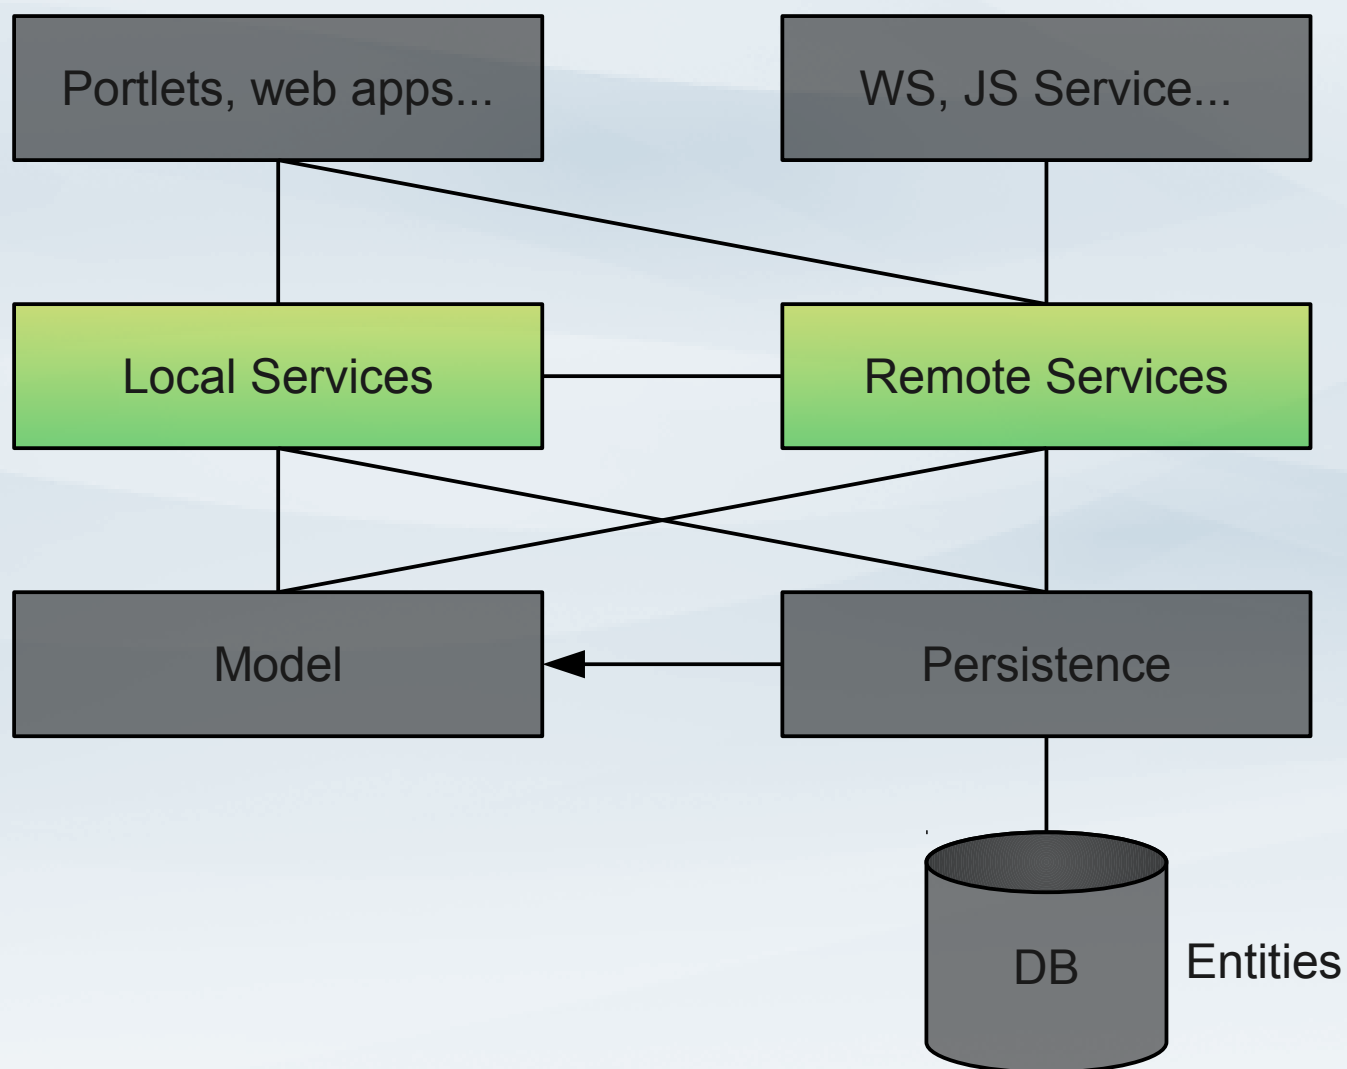 Portlets, web apps...
WS, JS Service...
Local Services
Remote Services
Model
Persistence
DB
Entities